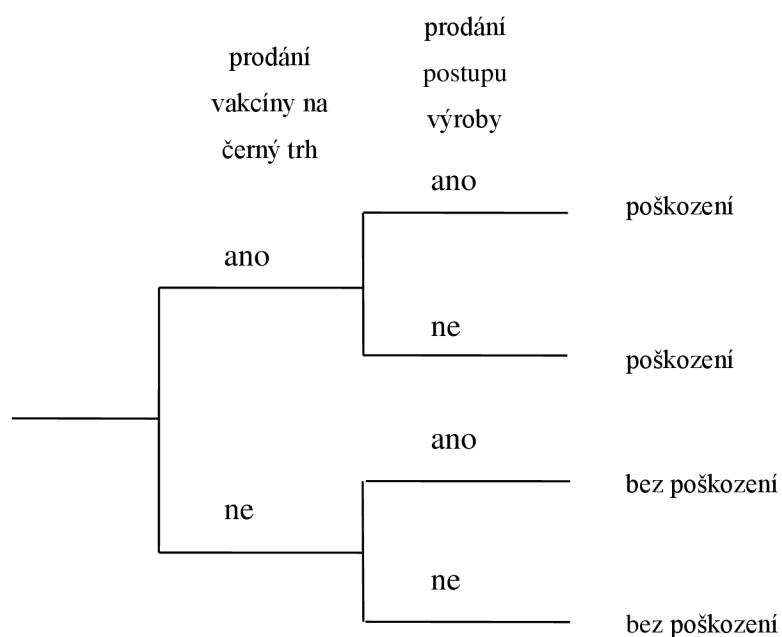 prodání
vakcíny na
černý trh
prodání
postupu
výroby
ano
poškození
ano
ne
poškození
ano
bez poškození
ne
ne
bez poškození